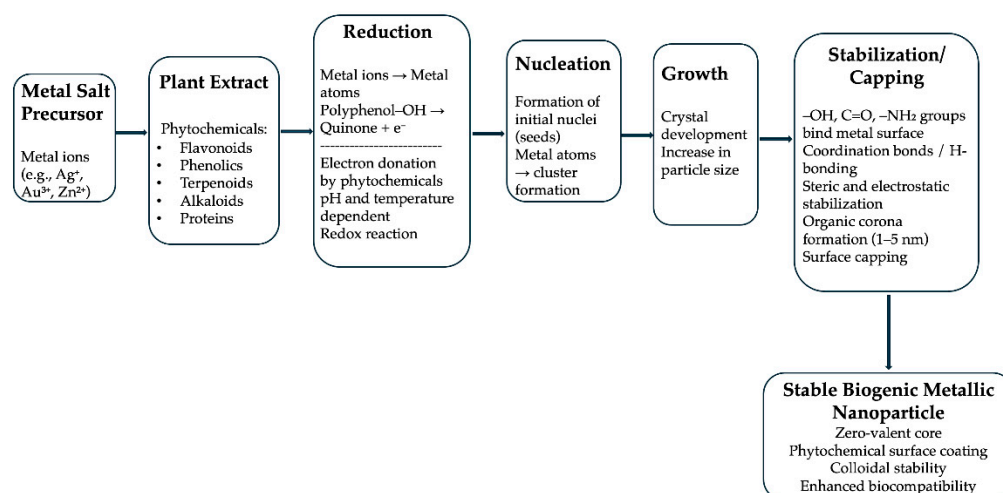 Metal Salt
Precursor
Metal ions
(e.g., Ag⁺,
Au³⁺, Zn²⁺)
Plant Extract
Phytochemicals:
• Flavonoids
• Phenolics
• Terpenoids
• Alkaloids
• Proteins
Reduction
Metal ions → Metal
atoms
Polyphenol–OH →
Quinone + e⁻
------------------------
Electron donation
by phytochemicals
pH and temperature
dependent
Redox reaction
Nucleation
Formation of
initial nuclei
(seeds)
Metal atoms
→ cluster
formation
Growth
Crystal
development
Increase in
particle size
Stabilization/
Capping
–OH, C=O, –NH₂ groups
bind metal surface
Coordination bonds / H-
bonding
Steric and electrostatic
stabilization
Organic corona
formation (1–5 nm)
Surface capping
Stable Biogenic Metallic
Nanoparticle
Zero-valent core
Phytochemical surface coating
Colloidal stability
Enhanced biocompatibility